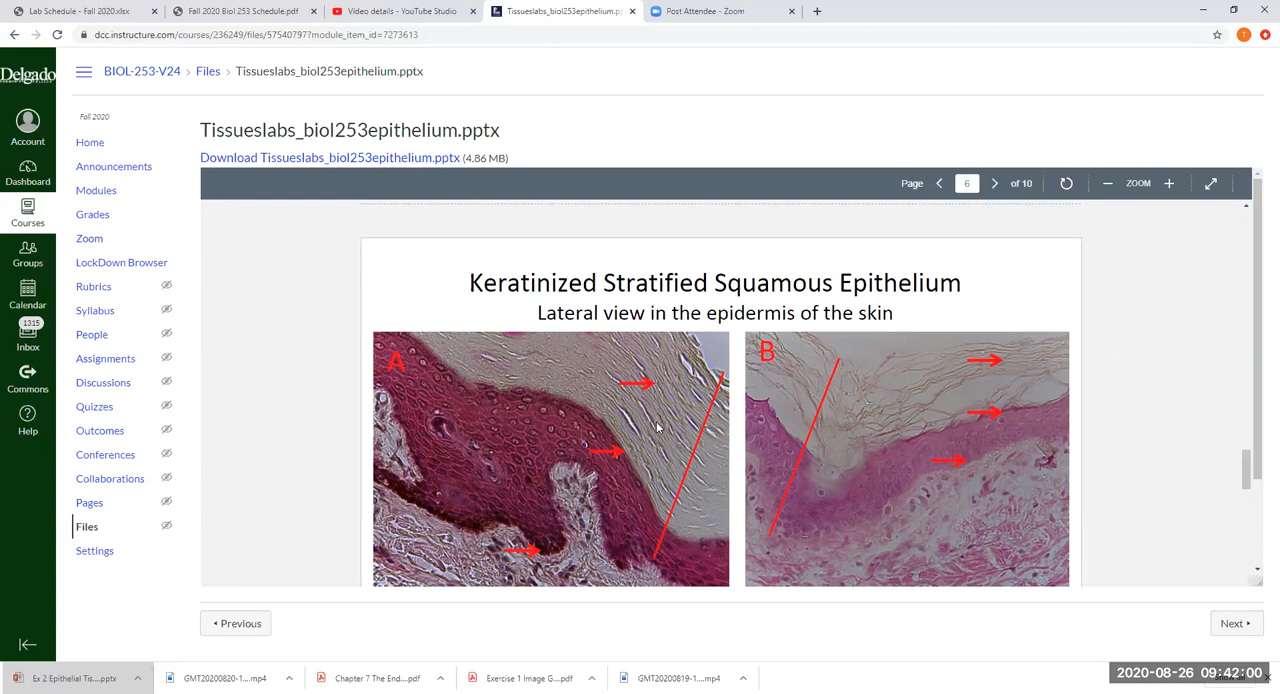 Lab Schedule - Fall 2020.xlsx
Fall 2020 Biol 253 Schedule.pdf
Video details - YouTube Studio
Tissueslabs_biol253epithelium.pp
Post Attendee - Zoom
dcc.instructure.com/courses/236249/files/57540797?module_item_id=7273613
T
Delgado
BIOL-253-V24 > Files > Tissueslabs_biol253epithelium.pptx
Account
Dashboard
Courses
Groups
Calendar
1315
Inbox
Commons
Help
Fall 2020
Home
Announcements
Modules
Grades
Zoom
LockDown Browser
Rubrics
Syllabus
People
Assignments
Discussions
Quizzes
Outcomes
Conferences
Collaborations
Pages
Files
Settings
Tissueslabs_biol253epithelium.pptx
Download Tissueslabs_biol253epithelium.pptx (4.86 MB)
Page 6 of 10 ZOOM
Keratinized Stratified Squamous Epithelium
Lateral view in the epidermis of the skin
A
B
Previous
Next
Ex 2 Epithelial Tis....pptx
GMT20200820-1....mp4
Chapter 7 The End....pdf
Exercise 1 Image G....pdf
GMT20200819-1....mp4
2020-08-26 09:42:00